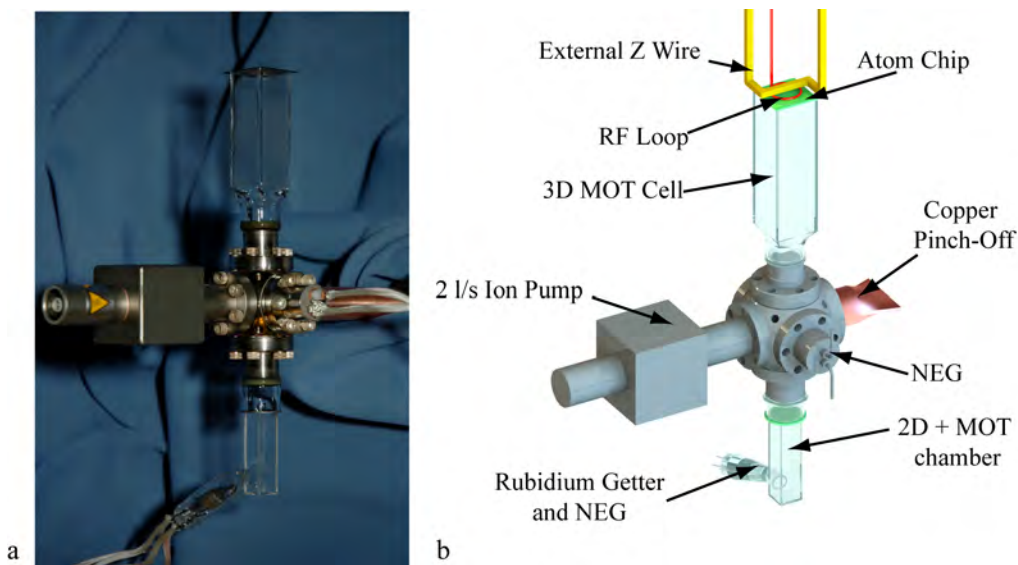 External Z Wire
Atom Chip
RF Loop
3D MOT Cell
Copper
Pinch-Off
2 l/s Ion Pump
NEG
2D + MOT
chamber
Rubidium Getter
and NEG
a
b